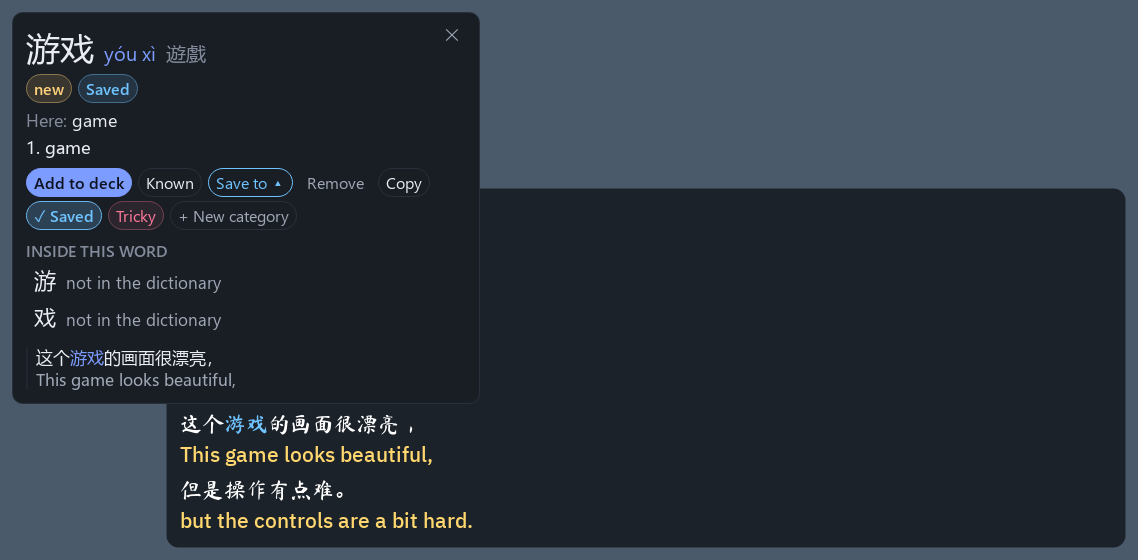 游戏 yóu xì 遊戲
new Saved
Here: game
1. game
Add to deck Known Save to ▲ Remove Copy
✓ Saved Tricky + New category
INSIDE THIS WORD
游 not in the dictionary
戏 not in the dictionary
这个游戏的画面很漂亮，
This game looks beautiful,
这个游戏的画面很漂亮，
This game looks beautiful,
但是操作有点难。
but the controls are a bit hard.